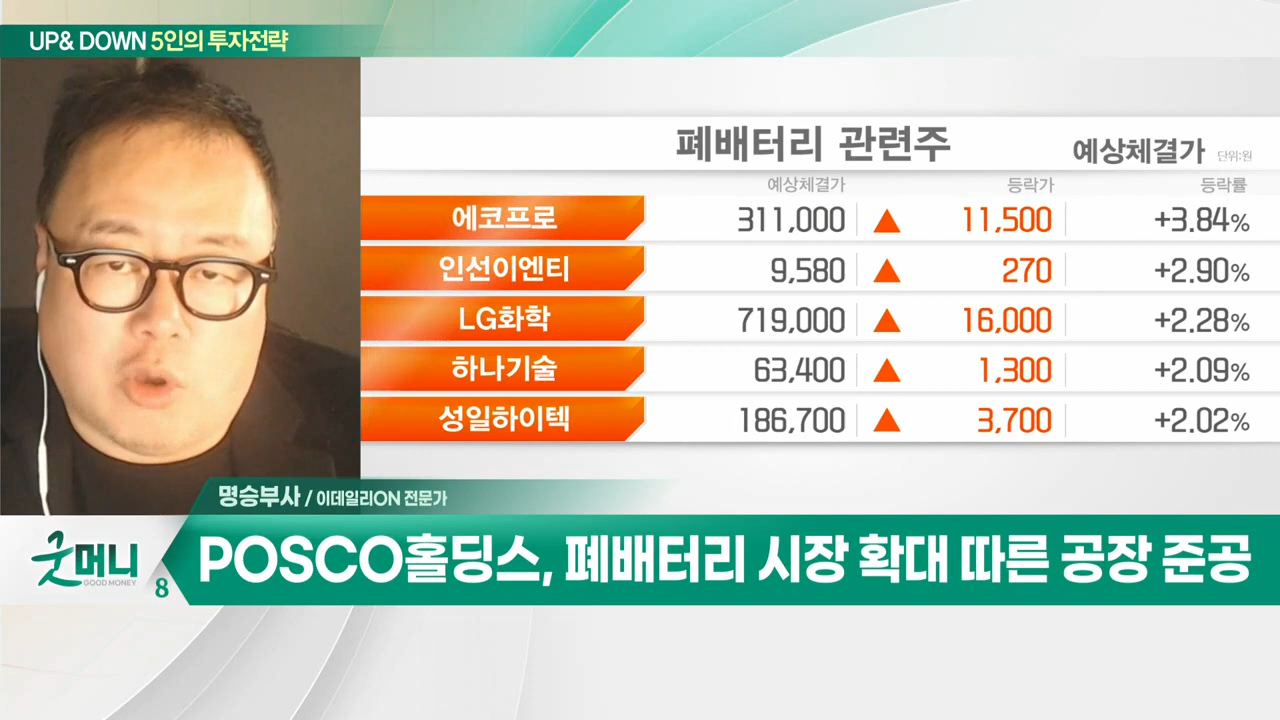 UP& DOWN 5인의 투자전략
폐배터리 관련주 예상체결가 단위:원
예상체결가 등락가 등락률
에코프로 311,000 ▲ 11,500 +3.84%
인선이엔티 9,580 ▲ 270 +2.90%
LG화학 719,000 ▲ 16,000 +2.28%
하나기술 63,400 ▲ 1,300 +2.09%
성일하이텍 186,700 ▲ 3,700 +2.02%
명승부사 / 이데일리ON 전문가
굿머니
GOOD MONEY
8
POSCO홀딩스, 폐배터리 시장 확대 따른 공장 준공